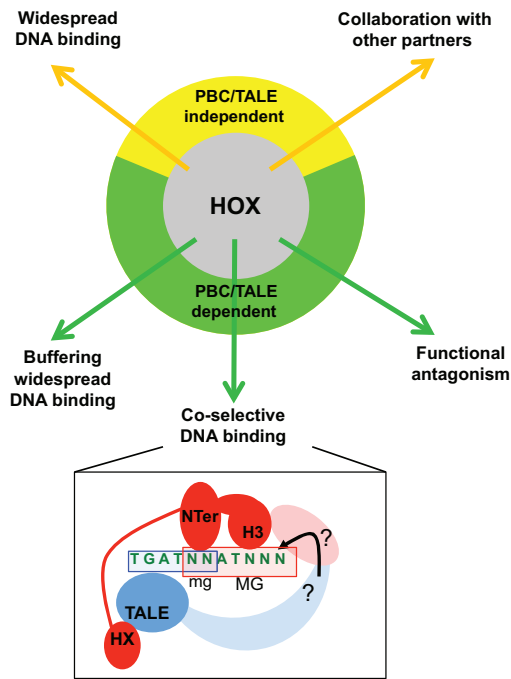 Widespread
DNA binding
Collaboration with
other partners
PBC/TALE
independent
HOX
PBC/TALE
dependent
Buffering
widespread
DNA binding
Functional
antagonism
Co-selective
DNA binding
NTer
H3
?
TGATNNATNNN
mg
MG
?
TALE
HX